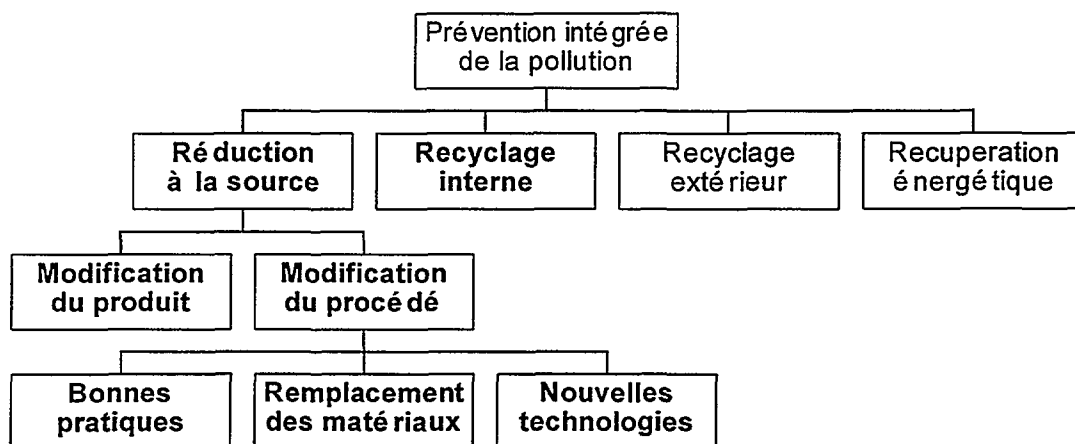 Prévention intégrée
de la pollution
Réduction
à la source
Recyclage
interne
Recyclage
extérieur
Recuperation
énergétique
Modification
du produit
Modification
du procédé
Bonnes
pratiques
Remplacement
des matériaux
Nouvelles
technologies